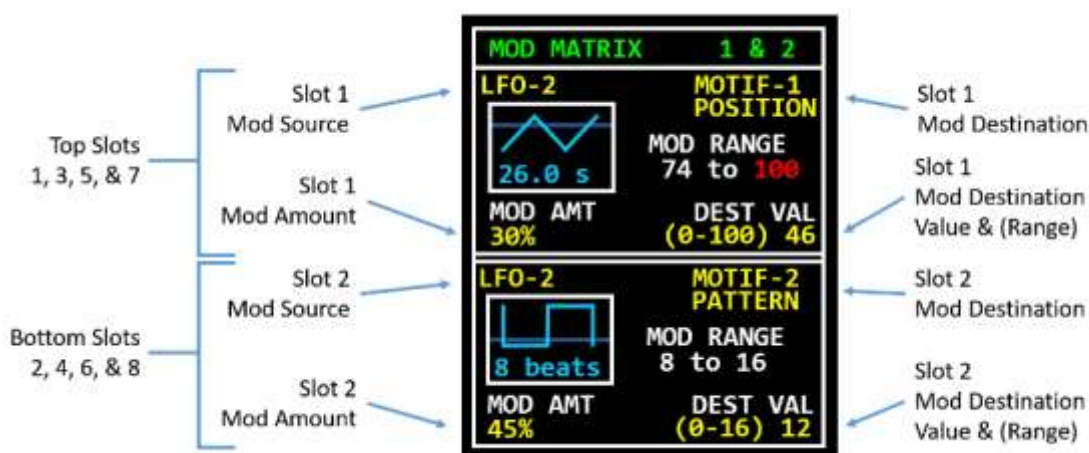 MOD MATRIX 1 & 2
Top Slots
1, 3, 5, & 7
Slot 1
Mod Source
Slot 1
Mod Amount
LFO-2
26.0 s
MOD AMT
30%
MOTIF-1
POSITION
MOD RANGE
74 to 100
DEST VAL
(0-100) 46
Slot 1
Mod Destination
Slot 1
Mod Destination
Value & (Range)
Bottom Slots
2, 4, 6, & 8
Slot 2
Mod Source
Slot 2
Mod Amount
LFO-2
8 beats
MOD AMT
45%
MOTIF-2
PATTERN
MOD RANGE
8 to 16
DEST VAL
(0-16) 12
Slot 2
Mod Destination
Slot 2
Mod Destination
Value & (Range)